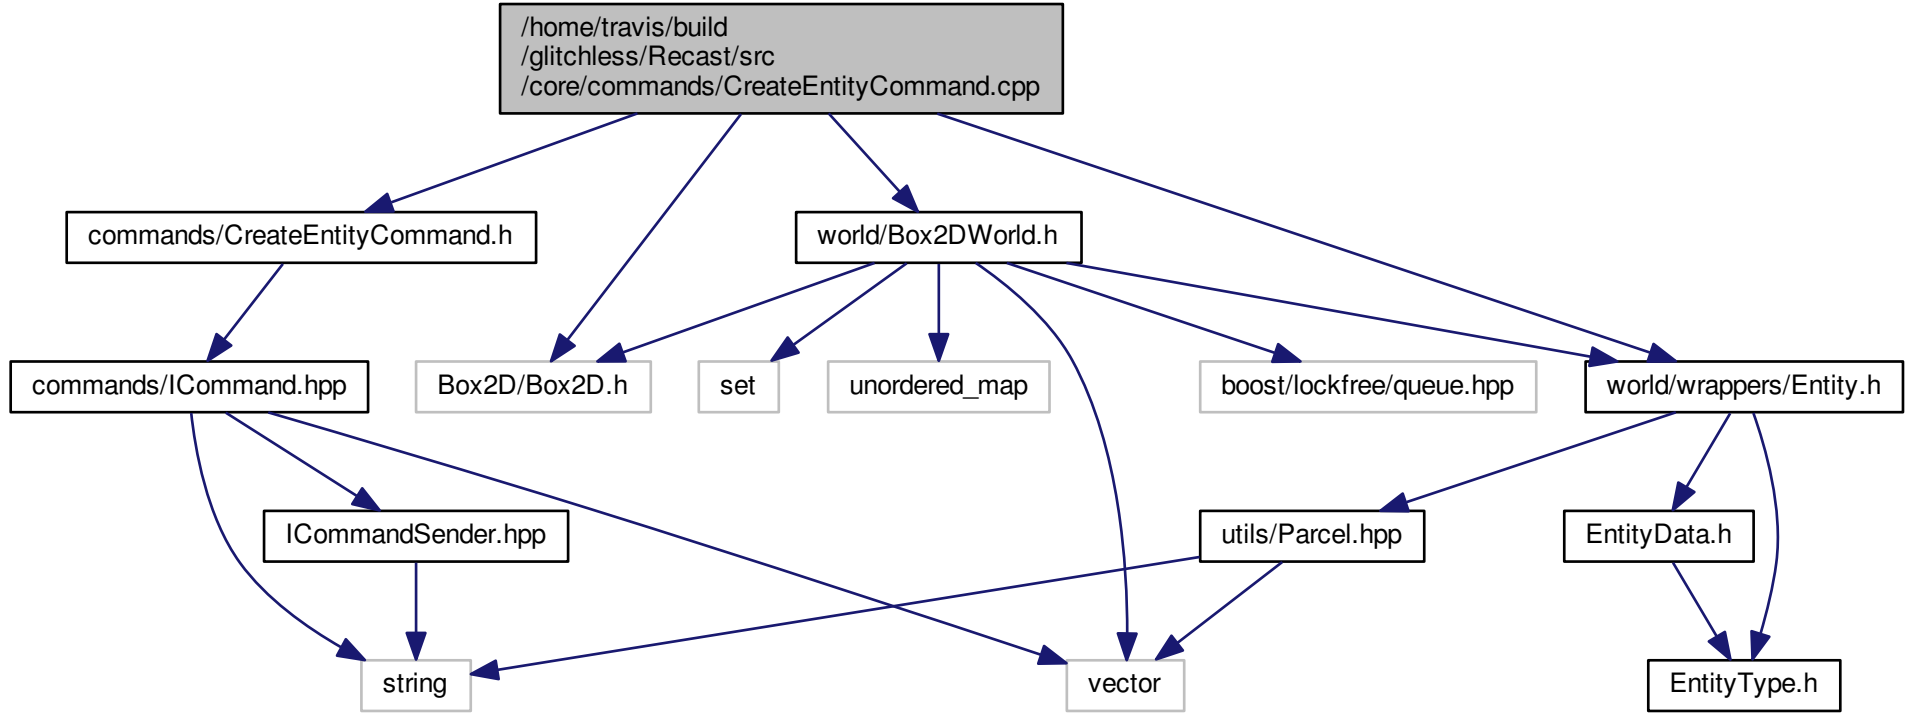 /home/travis/build
/glitchless/Recast/src
/core/commands/CreateEntityCommand.cpp
commands/CreateEntityCommand.h
world/Box2DWorld.h
commands/ICommand.hpp
Box2D/Box2D.h
set
unordered_map
boost/lockfree/queue.hpp
world/wrappers/Entity.h
ICommandSender.hpp
utils/Parcel.hpp
EntityData.h
string
vector
EntityType.h